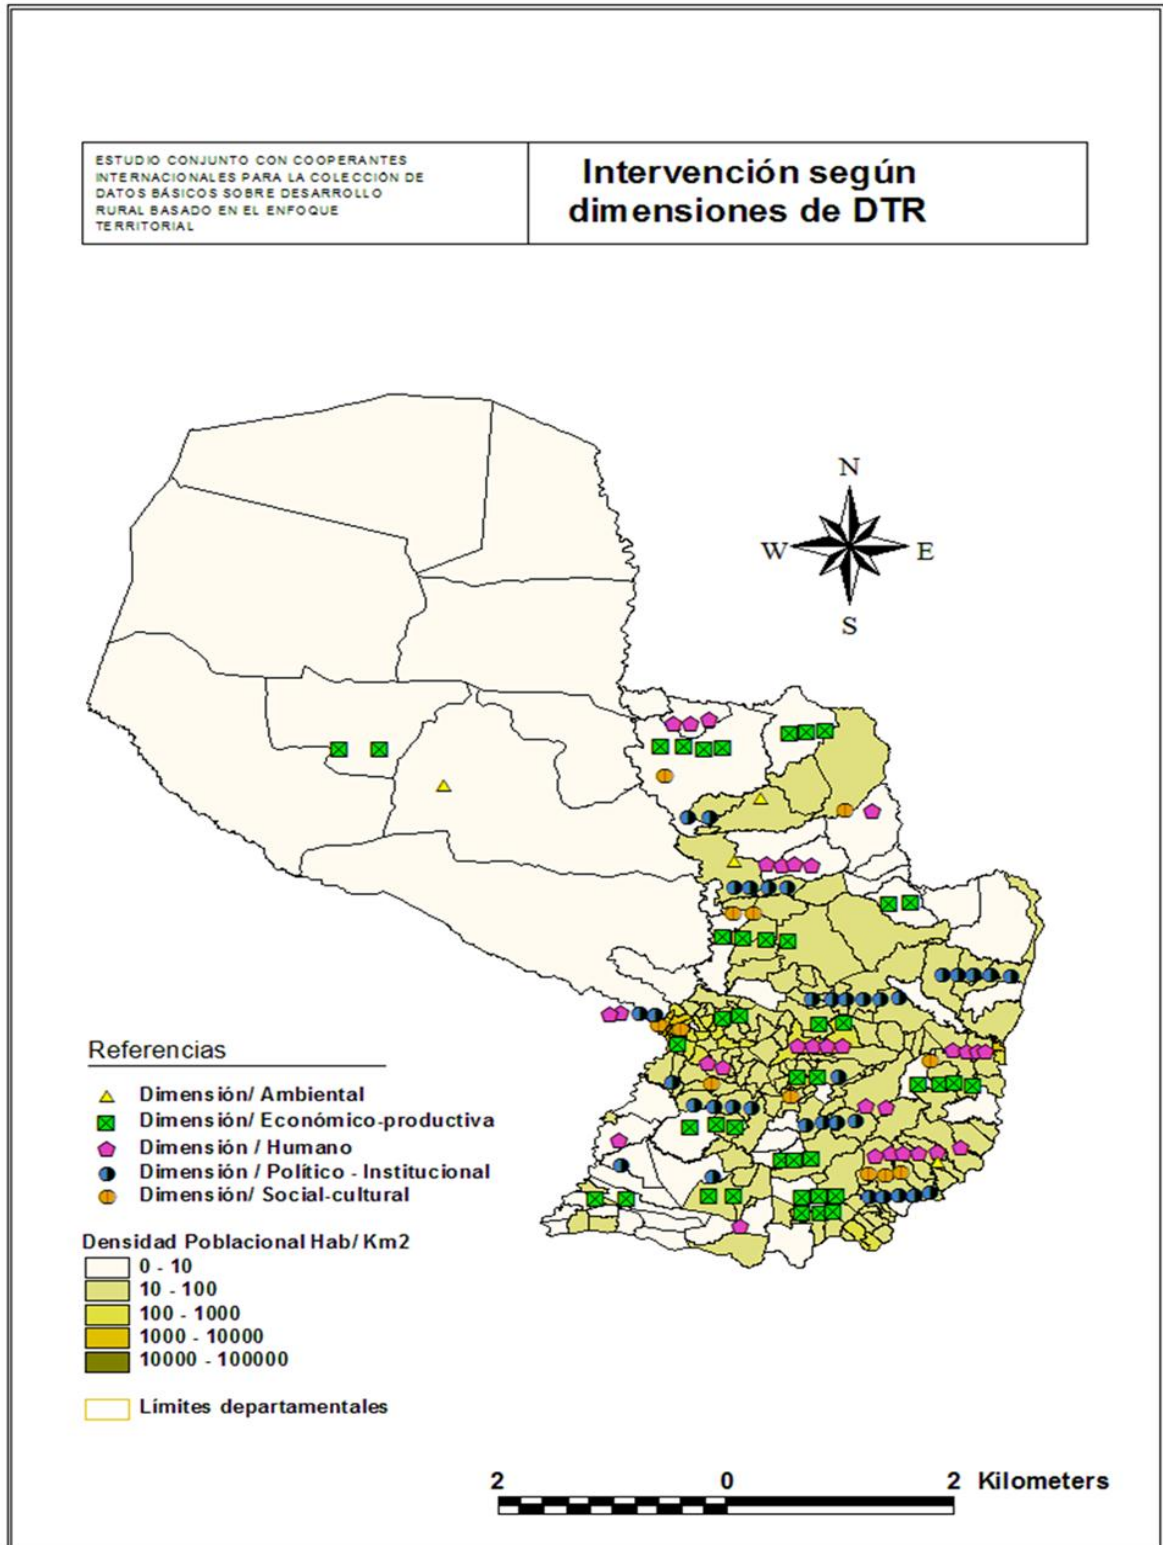 ESTUDIO CONJUNTO CON COOPERANTES
INTERNACIONALES PARA LA COLECCIÓN DE
DATOS BÁSICOS SOBRE DESARROLLO
RURAL BASADO EN EL ENFOQUE
TERRITORIAL
Intervención según
dimensiones de DTR
N
W
E
S
Referencias
Dimensión/ Ambiental
Dimensión/ Económico-productiva
Dimensión / Humano
Dimensión / Político - Institucional
Dimensión/ Social-cultural
Densidad Poblacional Hab/ Km2
0 - 10
10 - 100
100 - 1000
1000 - 10000
10000 - 100000
Límites departamentales
2 0 2 Kilometers